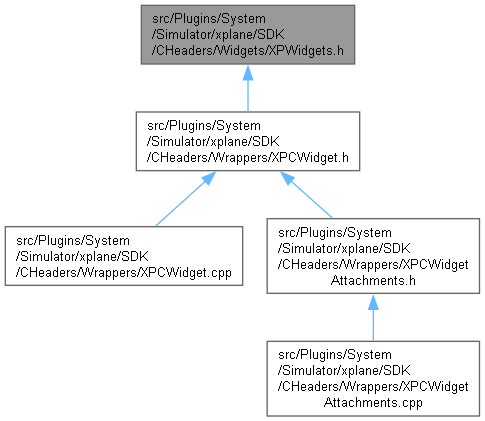 src/Plugins/System
/Simulator/xplane/SDK
/CHeaders/Widgets/XPWidgets.h
src/Plugins/System
/Simulator/xplane/SDK
/CHeaders/Wrappers/XPCWidget.h
src/Plugins/System
/Simulator/xplane/SDK
/CHeaders/Wrappers/XPCWidget.cpp
src/Plugins/System
/Simulator/xplane/SDK
/CHeaders/Wrappers/XPCWidget
Attachments.h
src/Plugins/System
/Simulator/xplane/SDK
/CHeaders/Wrappers/XPCWidget
Attachments.cpp